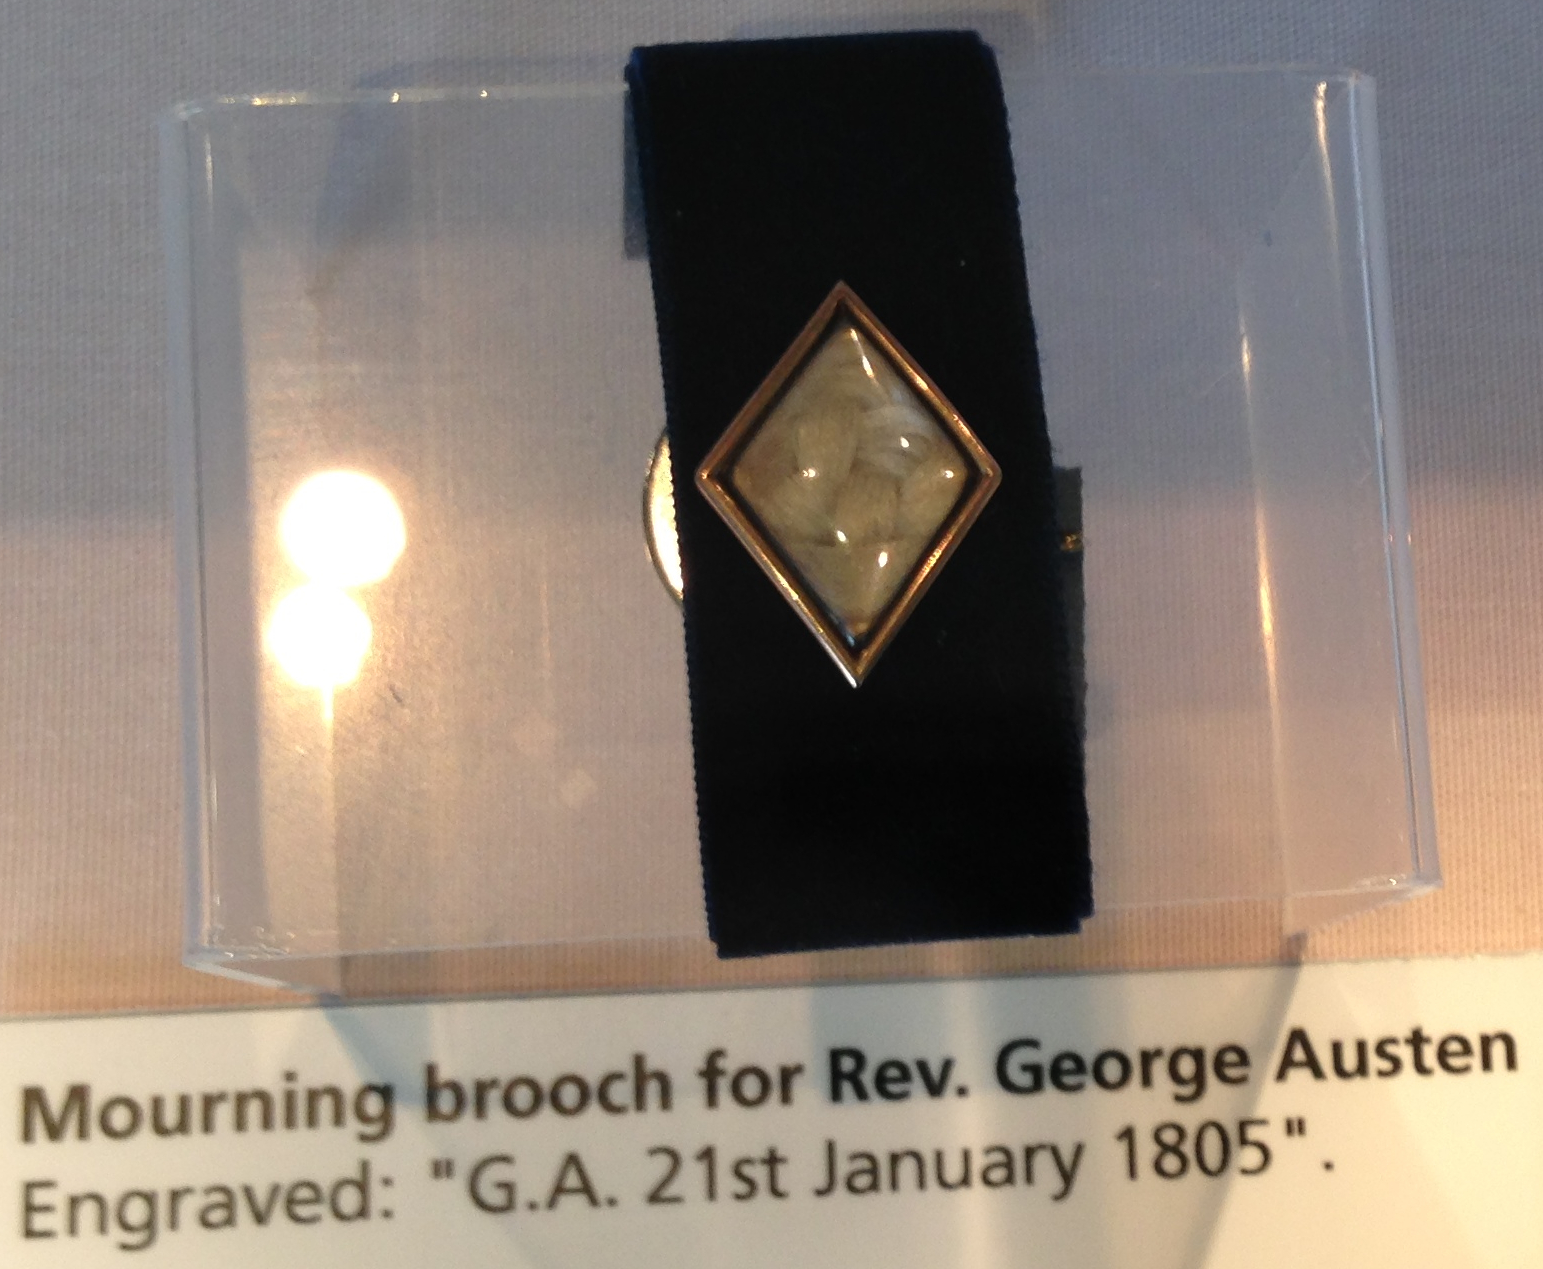 Mourning brooch for Rev. George Austen
Engraved: "G.A. 21st January 1805".